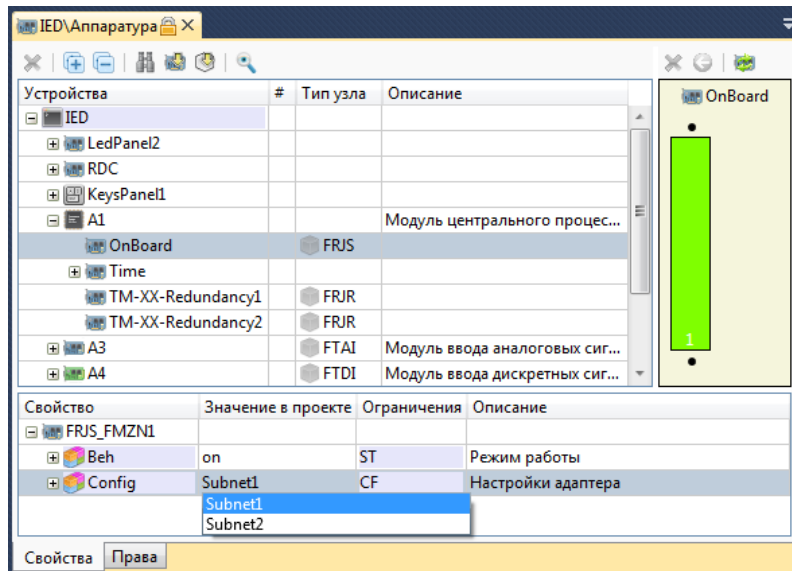 IED\Аппаратура
Устройства # Тип узла Описание
OnBoard
IED
LedPanel2
RDC
KeysPanel1
A1 Модуль центрального процес...
OnBoard FRJS
Time
TM-XX-Redundancy1 FRJR
TM-XX-Redundancy2 FRJR
A3 FTAI Модуль ввода аналоговых сиг...
A4 FTDI Модуль ввода дискретных сиг...
1
Свойство Значение в проекте Ограничения Описание
FRJS_FMZN1
Beh on ST Режим работы
Config Subnet1 CF Настройки адаптера
Subnet1
Subnet2
Свойства Права